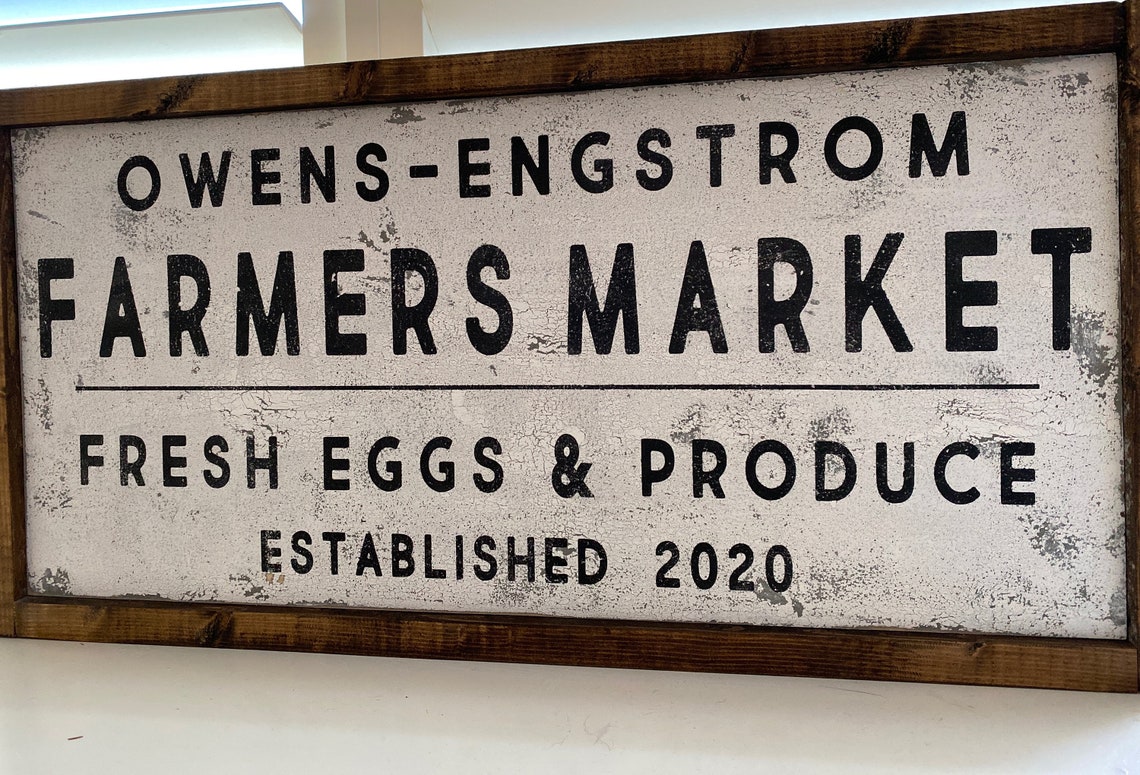 OWENS-ENGSTROM
FARMERS MARKET
FRESH EGGS & PRODUCE
ESTABLISHED 2020